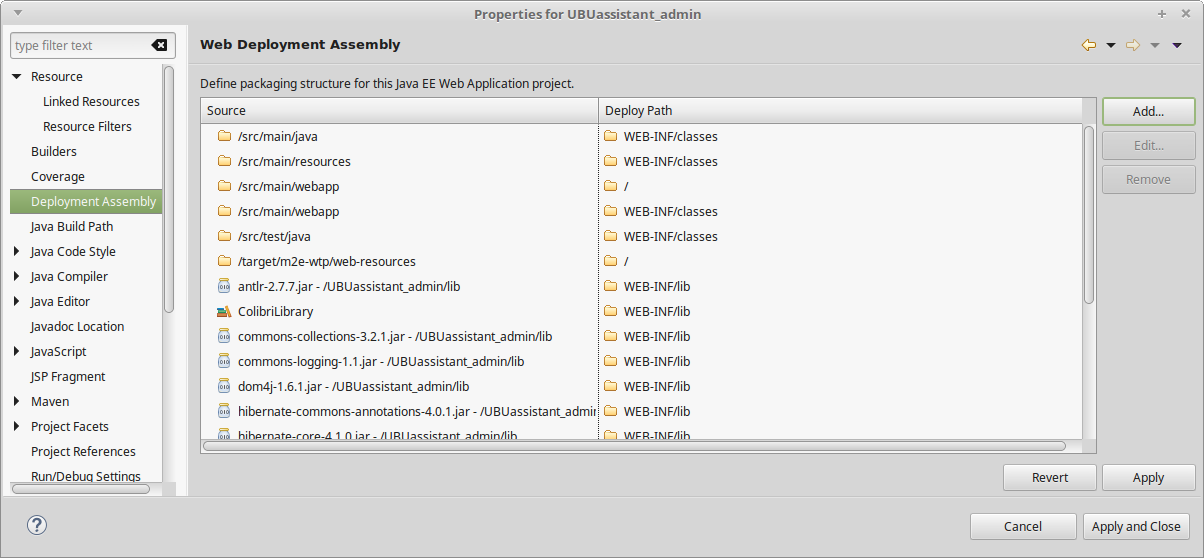 Properties for UBUassistant_admin
type filter text
Resource
Linked Resources
Resource Filters
Builders
Coverage
Deployment Assembly
Java Build Path
Java Code Style
Java Compiler
Java Editor
Javadoc Location
JavaScript
JSP Fragment
Maven
Project Facets
Project References
Run/Debug Settings
Web Deployment Assembly
Define packaging structure for this Java EE Web Application project.
Source Deploy Path
/src/main/java WEB-INF/classes
/src/main/resources WEB-INF/classes
/src/main/webapp /
/src/main/webapp WEB-INF/classes
/src/test/java WEB-INF/classes
/target/m2e-wtp/web-resources /
antlr-2.7.7.jar - /UBUassistant_admin/lib WEB-INF/lib
ColibriLibrary WEB-INF/lib
commons-collections-3.2.1.jar - /UBUassistant_admin/lib WEB-INF/lib
commons-logging-1.1.jar - /UBUassistant_admin/lib WEB-INF/lib
dom4j-1.6.1.jar - /UBUassistant_admin/lib WEB-INF/lib
hibernate-commons-annotations-4.0.1.jar - /UBUassistant_admin WEB-INF/lib
hibernate-core-4.1.0.jar - /UBUassistant_admin/lib WEB-INF/lib
Add...
Edit...
Remove
Revert
Apply
Cancel
Apply and Close